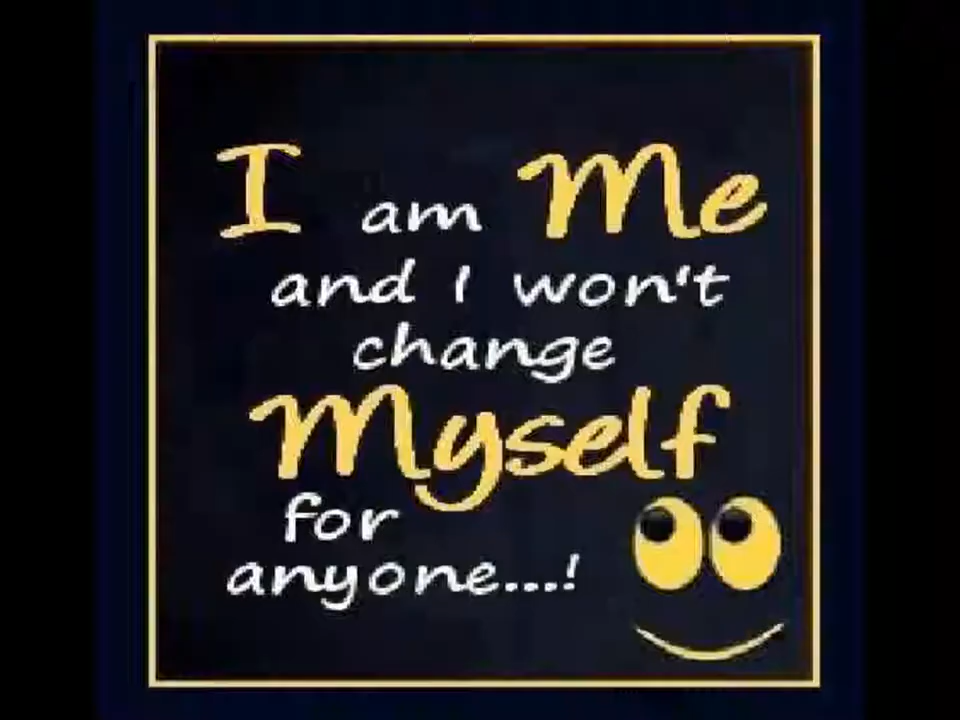 I am Me
and I won't
change
Myself
for
anyone...!